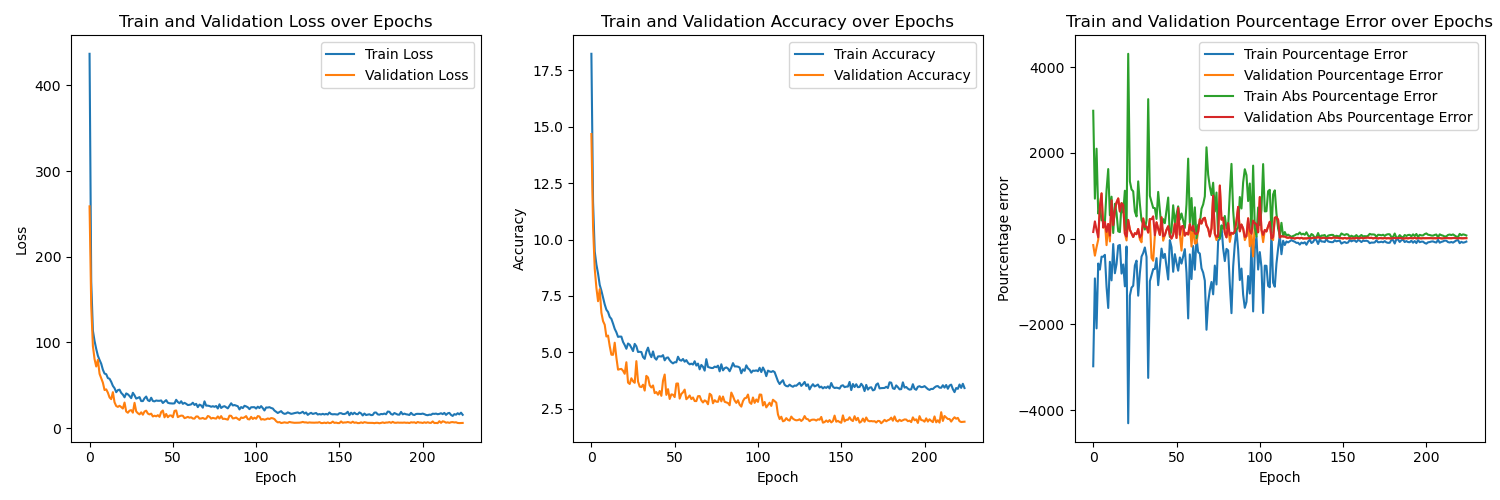 Train and Validation Loss over Epochs
Train Loss
Validation Loss
Loss
400
300
200
100
0
0
50
100
150
200
Epoch
Train and Validation Accuracy over Epochs
Train Accuracy
Validation Accuracy
Accuracy
17.5
15.0
12.5
10.0
7.5
5.0
2.5
0
50
100
150
200
Epoch
Train and Validation Pourcentage Error over Epochs
Train Pourcentage Error
Validation Pourcentage Error
Train Abs Pourcentage Error
Validation Abs Pourcentage Error
Pourcentage error
4000
2000
0
−2000
−4000
0
50
100
150
200
Epoch